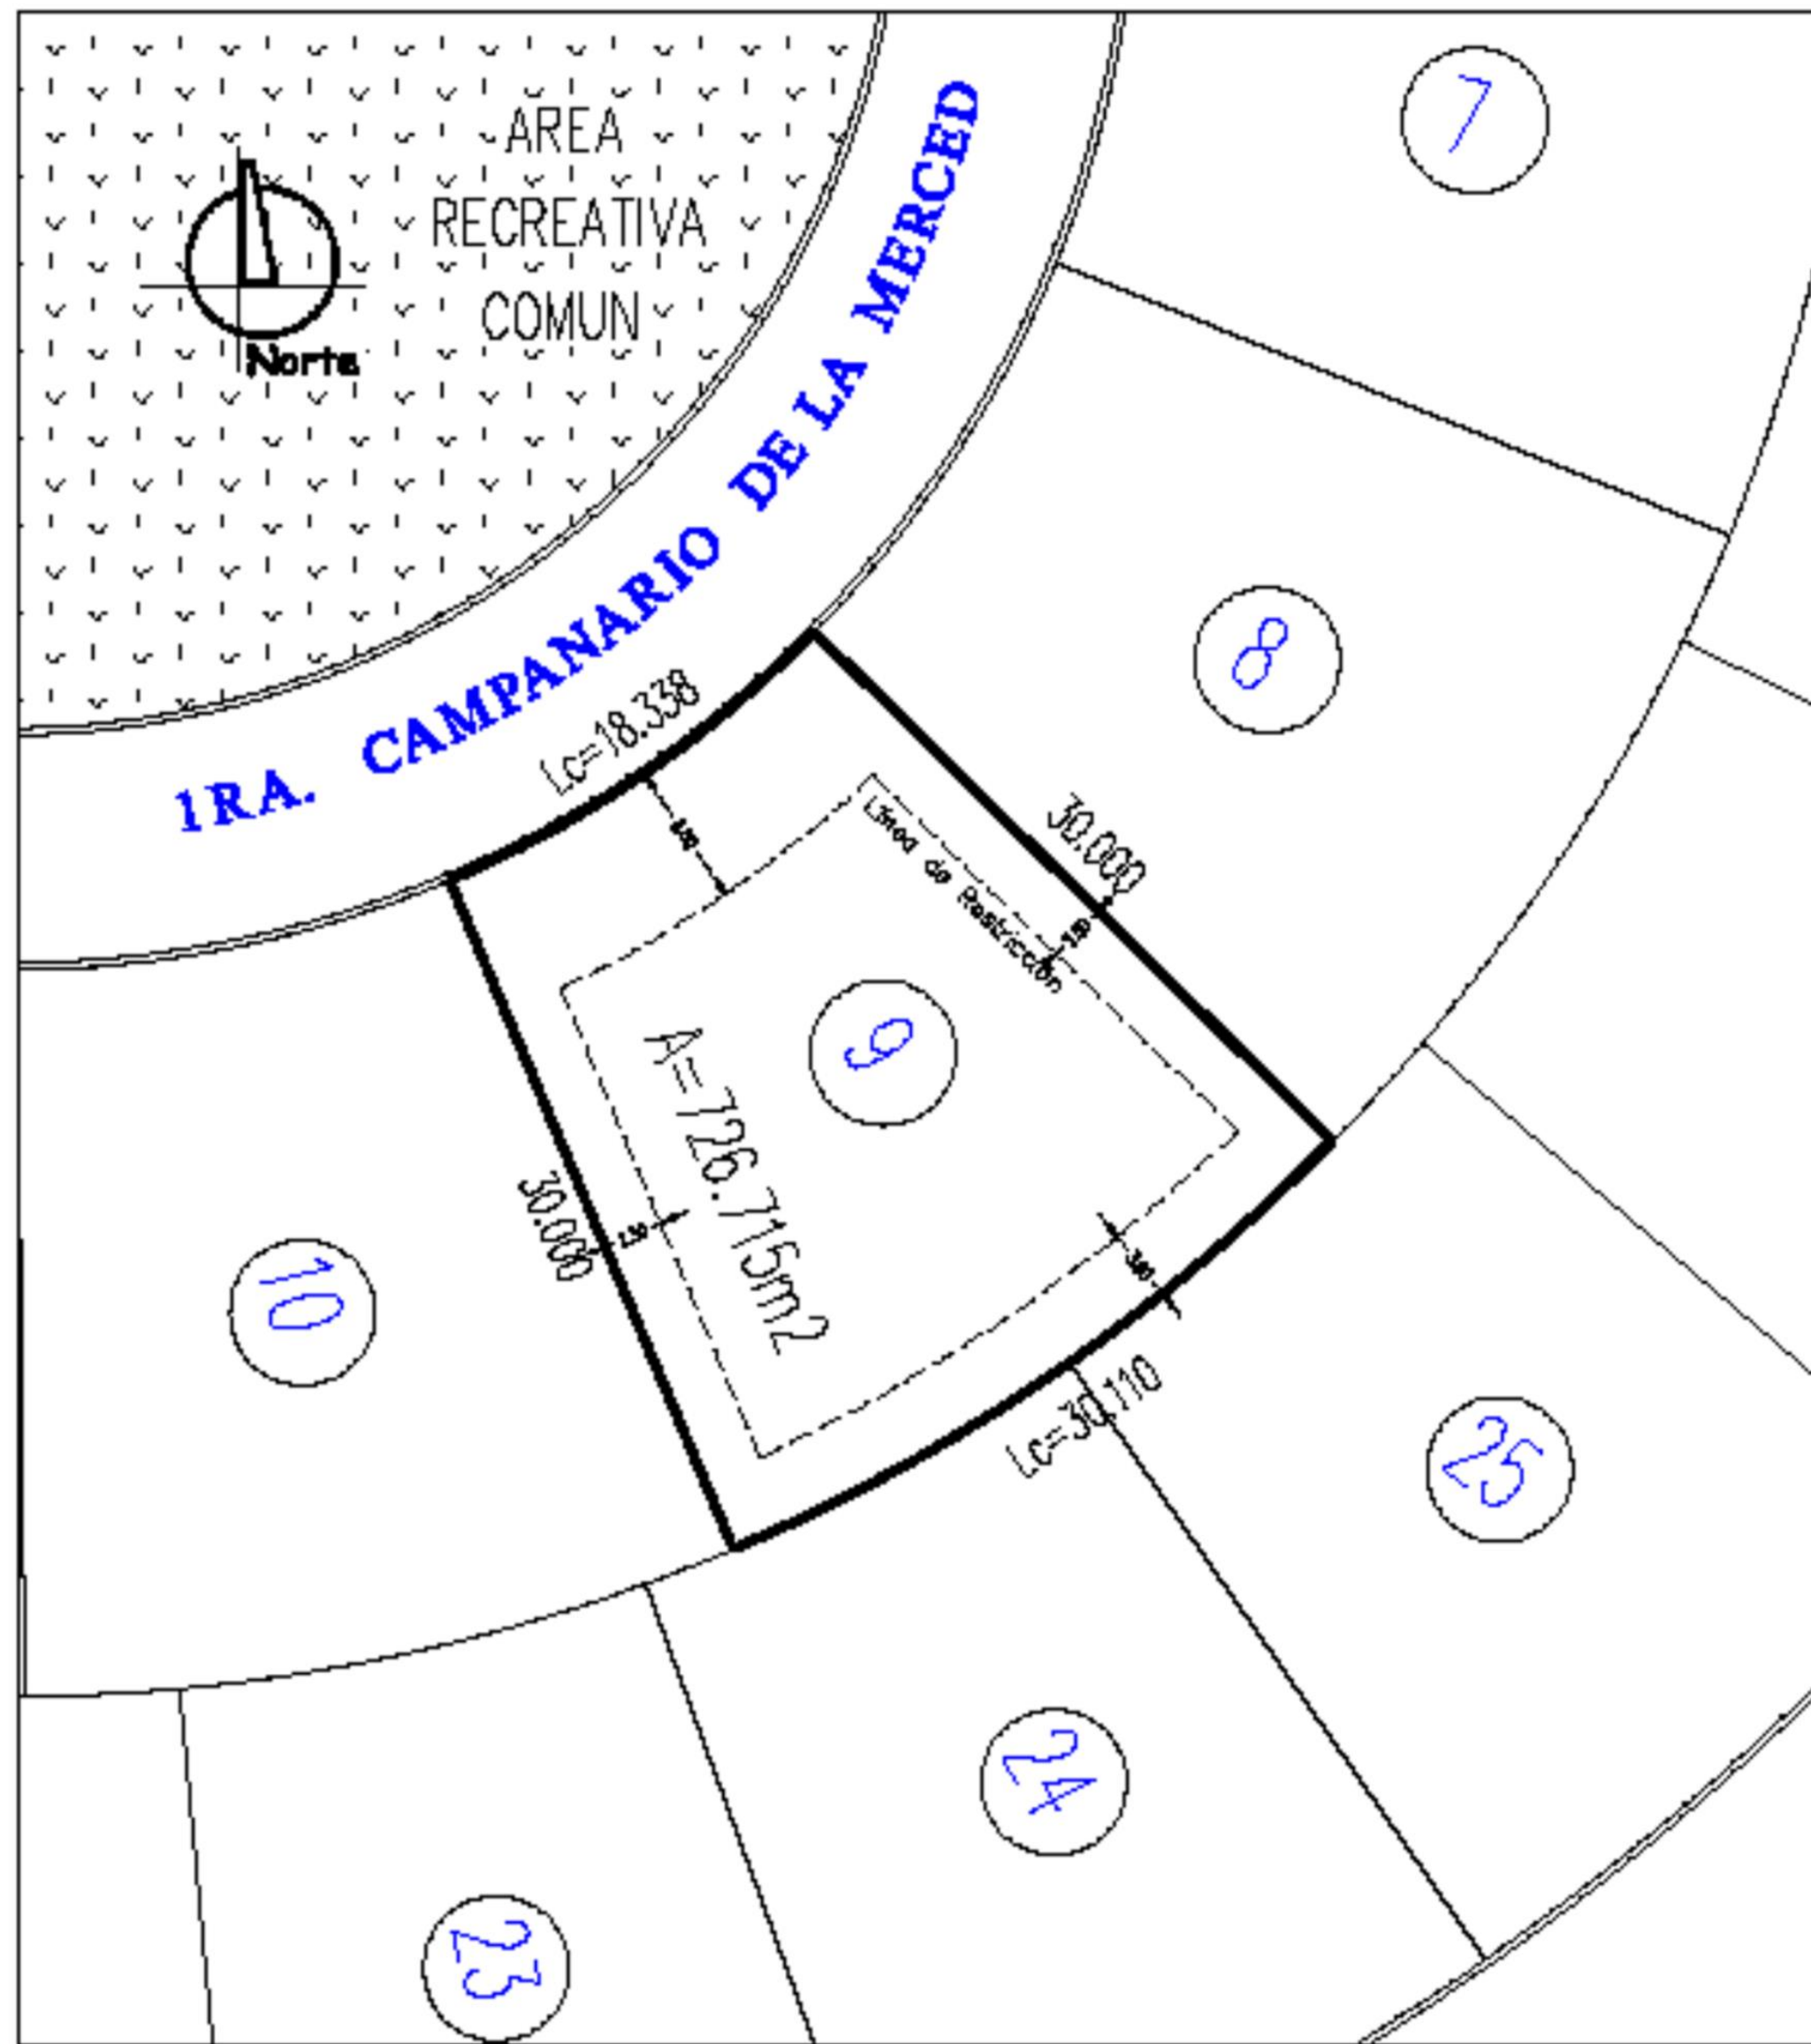 AREA
RECREATIVA
COMUN
Norte
1RA. CAMPANARIO DE LA MERCED
7
8
Lc=18.338
30.000
Línea de Restricción
9
A=726.715m2
30.000
10
Lc=30.110
25
24
23